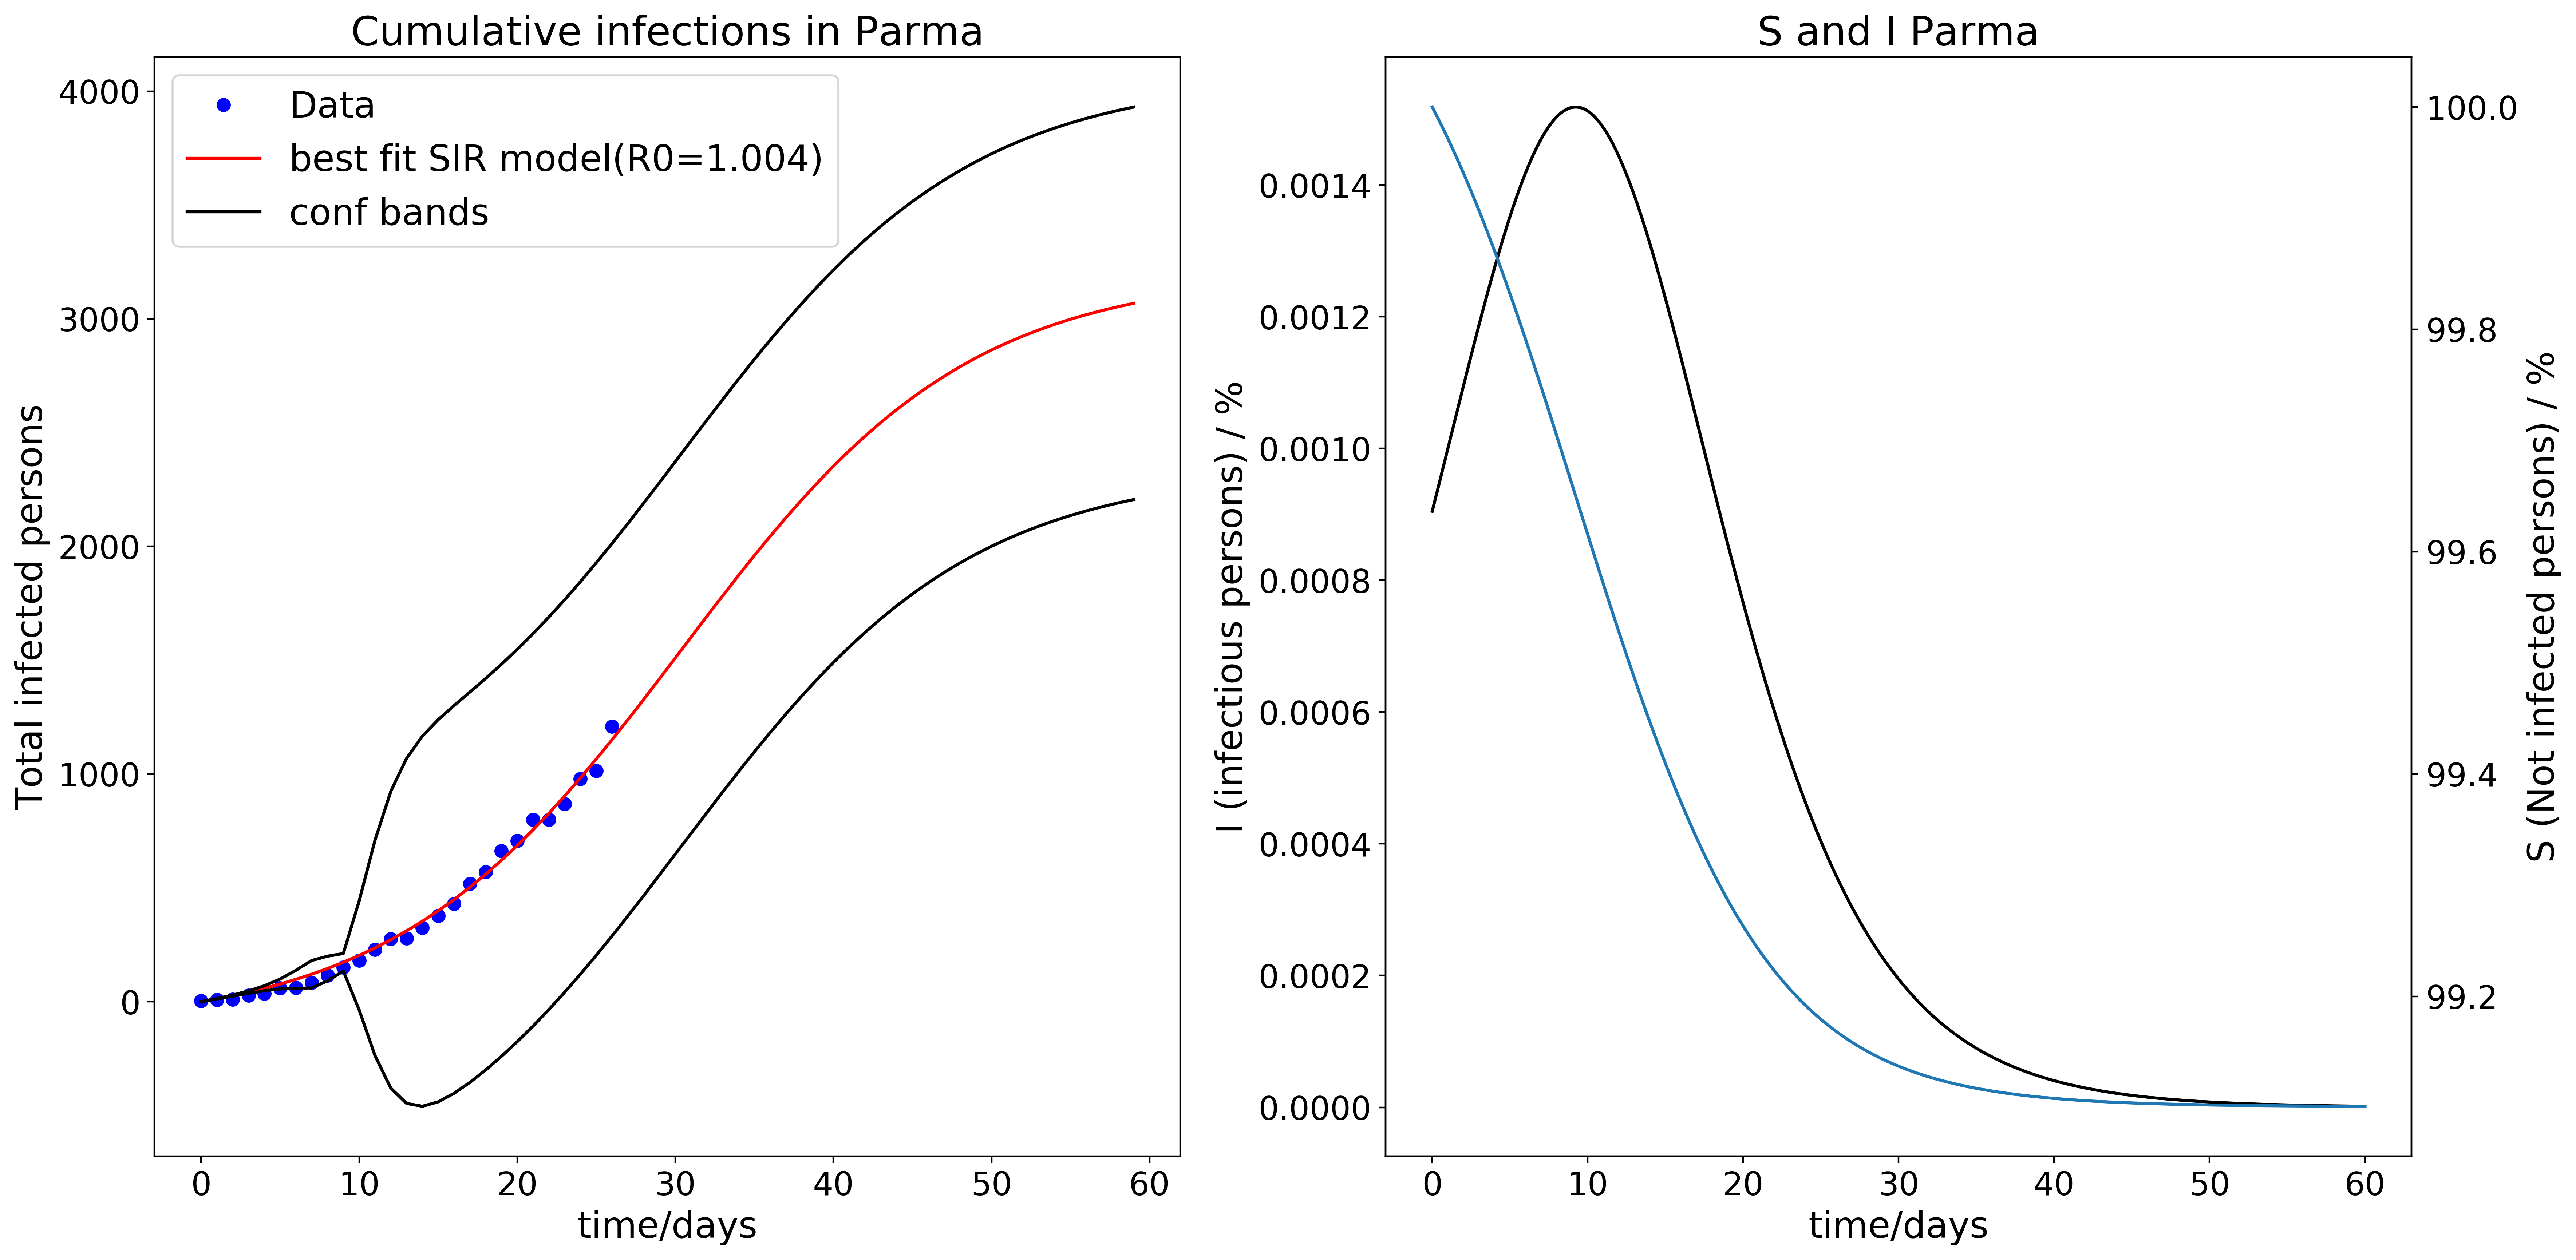 Cumulative infections in Parma
4000
3000
2000
1000
0
Total infected persons
Data
best fit SIR model(R0=1.004)
conf bands
0 10 20 30 40 50 60
time/days
S and I Parma
0.0014
0.0012
0.0010
0.0008
0.0006
0.0004
0.0002
0.0000
I (infectious persons) / %
100.0
99.8
99.6
99.4
99.2
S (Not infected persons) / %
0 10 20 30 40 50 60
time/days